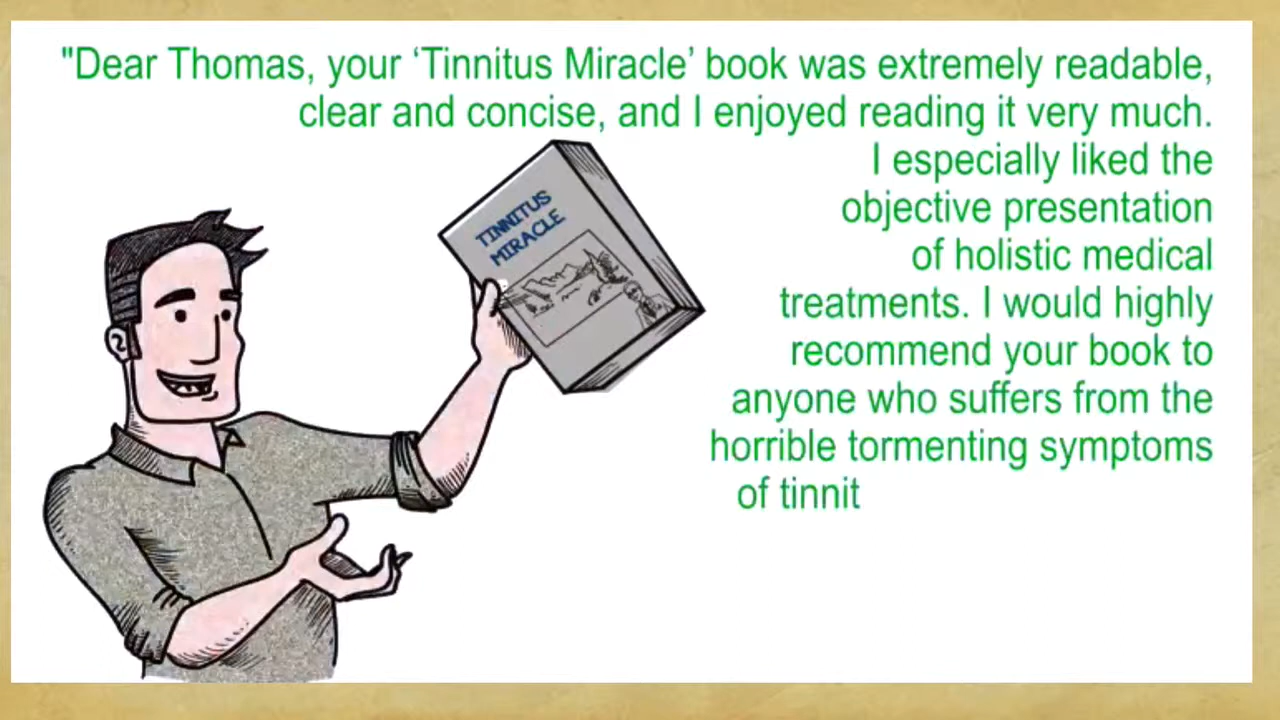 "Dear Thomas, your ‘Tinnitus Miracle’ book was extremely readable,
clear and concise, and I enjoyed reading it very much.
I especially liked the
objective presentation
of holistic medical
treatments. I would highly
recommend your book to
anyone who suffers from the
horrible tormenting symptoms
of tinnit
TINNITUS
MIRACLE